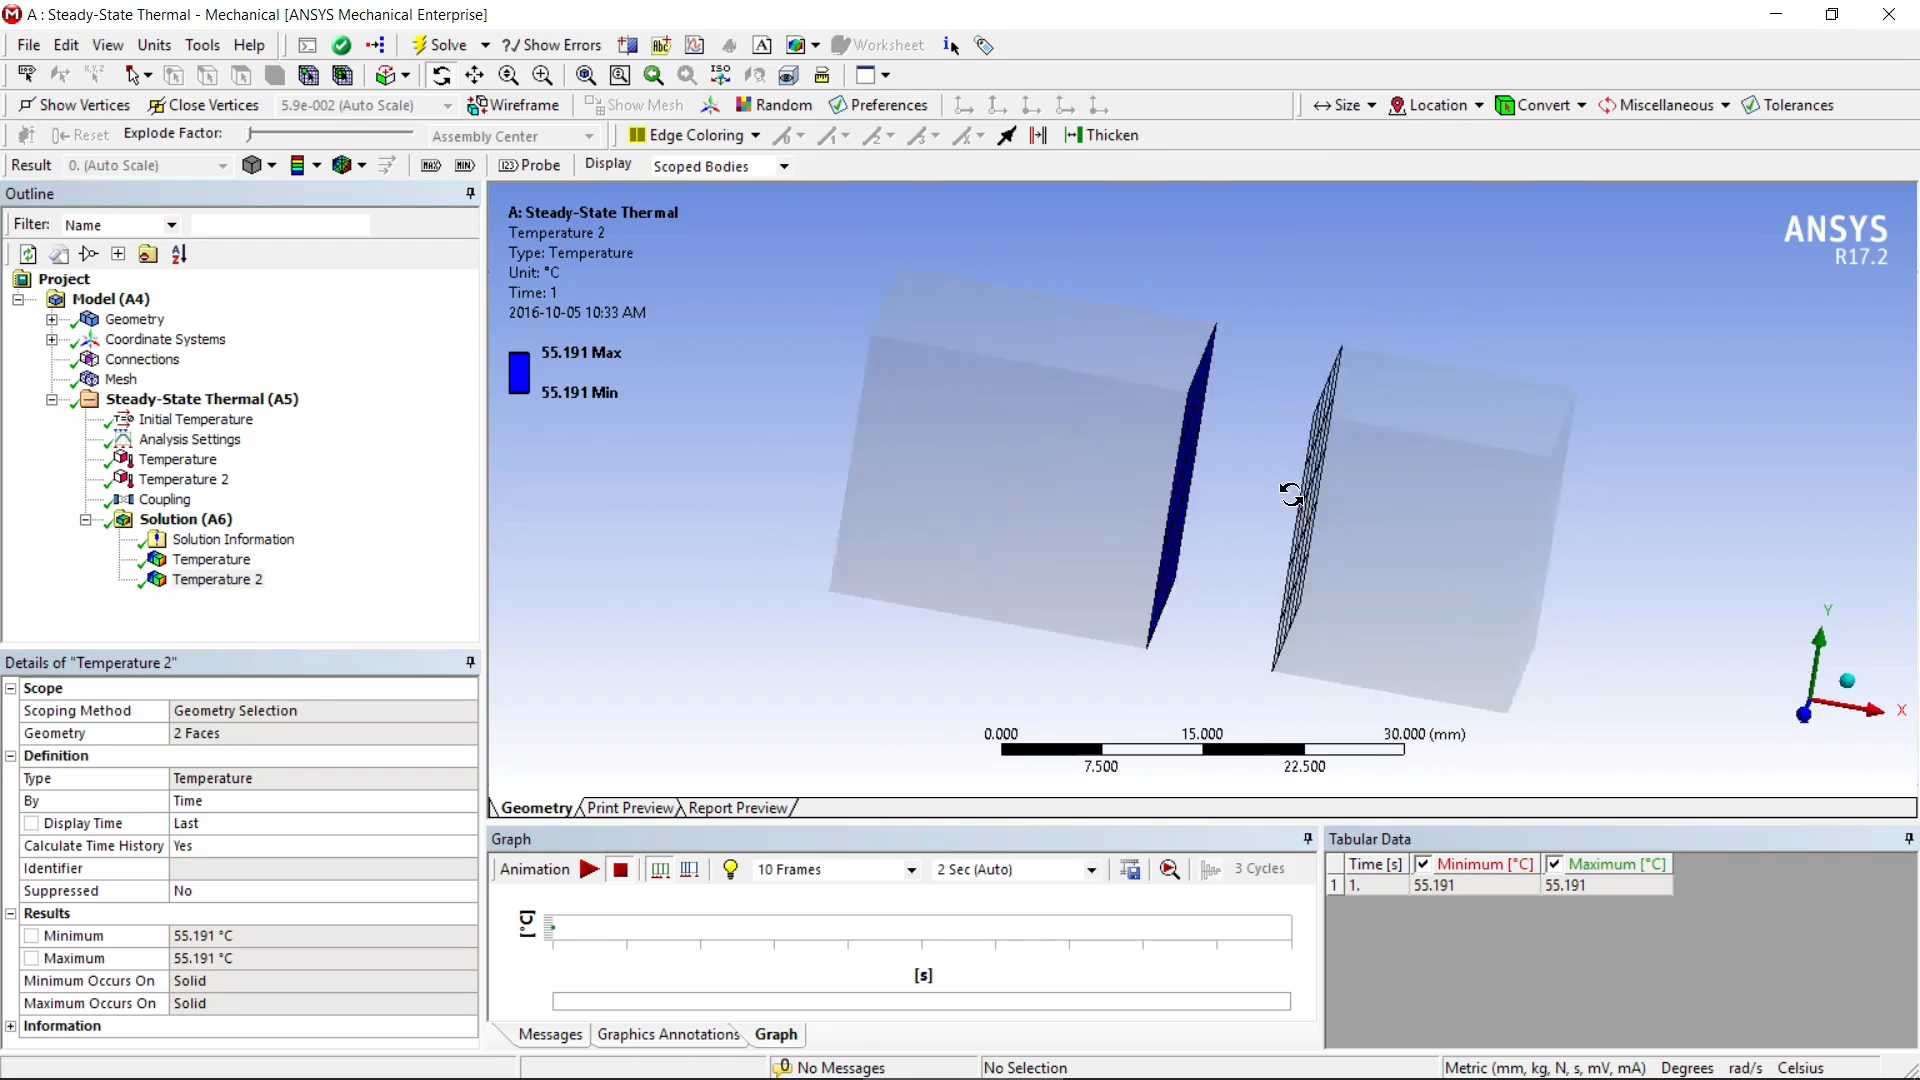 A : Steady-State Thermal - Mechanical [ANSYS Mechanical Enterprise]
File Edit View Units Tools Help Solve ?/ Show Errors Worksheet
Show Vertices Close Vertices 5.9e-002 (Auto Scale) Wireframe Show Mesh Random Preferences Size Location Convert Miscellaneous Tolerances
Reset Explode Factor: Assembly Center Edge Coloring Thicken
Result 0. (Auto Scale) MAX MIN Probe Display Scoped Bodies
Outline
Filter: Name
Project
Model (A4)
Geometry
Coordinate Systems
Connections
Mesh
Steady-State Thermal (A5)
Initial Temperature
Analysis Settings
Temperature
Temperature 2
Coupling
Solution (A6)
Solution Information
Temperature
Temperature 2
Details of "Temperature 2"
Scope
Scoping Method Geometry Selection
Geometry 2 Faces
Definition
Type Temperature
By Time
Display Time Last
Calculate Time History Yes
Identifier
Suppressed No
Results
Minimum 55.191 °C
Maximum 55.191 °C
Minimum Occurs On Solid
Maximum Occurs On Solid
Information
A: Steady-State Thermal
Temperature 2
Type: Temperature
Unit: °C
Time: 1
2016-10-05 10:33 AM
55.191 Max
55.191 Min
ANSYS
R17.2
0.000 15.000 30.000 (mm)
7.500 22.500
Y
X
Geometry Print Preview Report Preview
Graph
Animation 10 Frames 2 Sec (Auto) 3 Cycles
[°C]
[s]
Messages Graphics Annotations Graph
Tabular Data
Time [s] Minimum [°C] Maximum [°C]
1 1. 55.191 55.191
No Messages No Selection Metric (mm, kg, N, s, mV, mA) Degrees rad/s Celsius